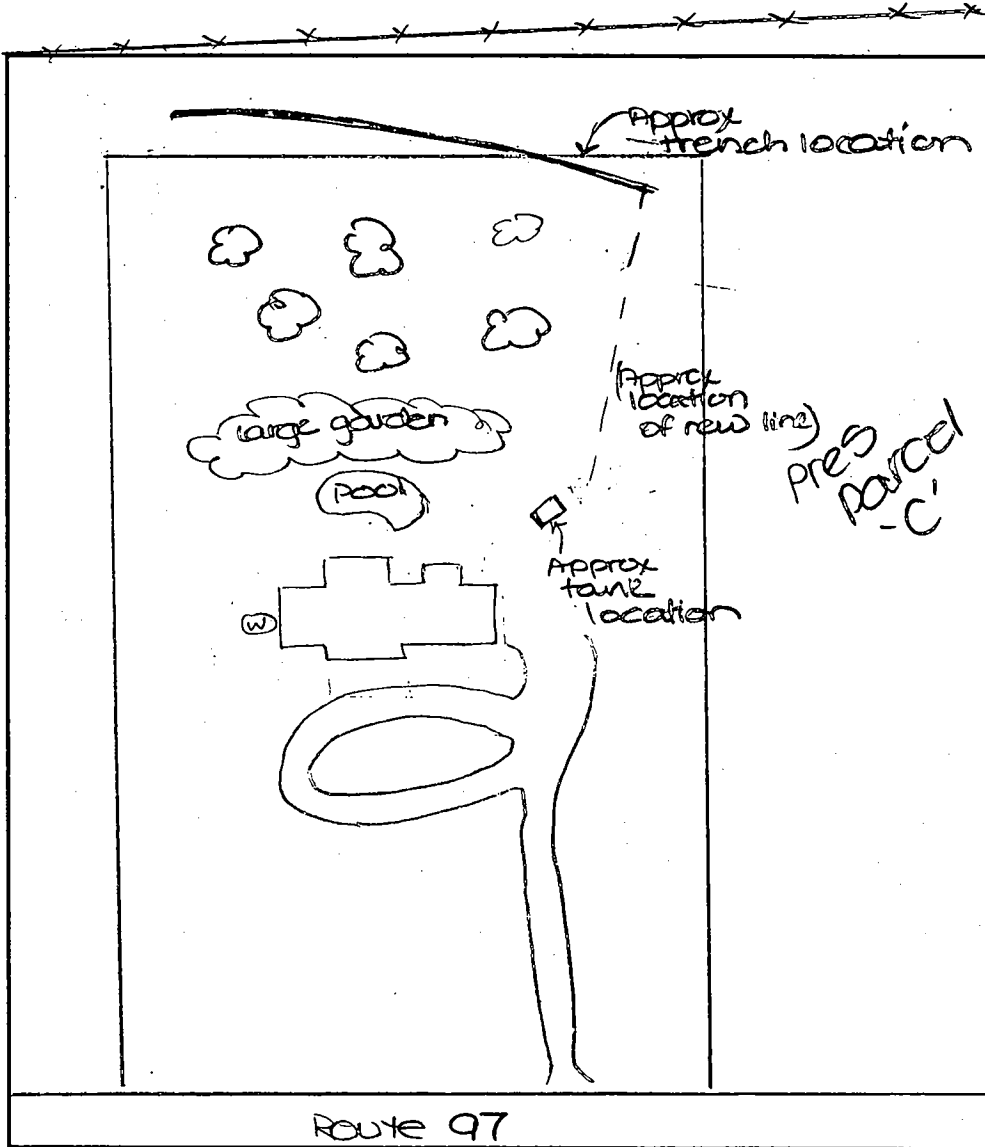 Approx
trench location
large garden
(Approx
location
of new line)
pres
parcel
-C'
Pool
Approx
tank
location
W
Route 97